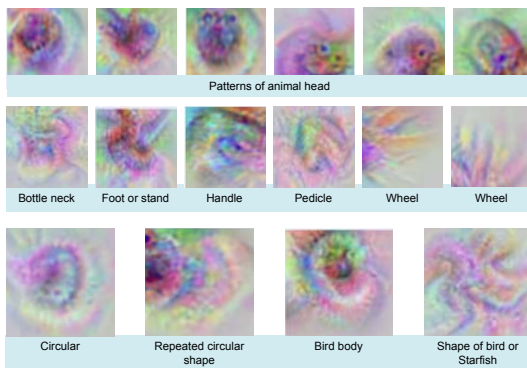 Patterns of animal head
Bottle neck Foot or stand Handle Pedicle Wheel Wheel
Circular Repeated circular shape Bird body Shape of bird or Starfish